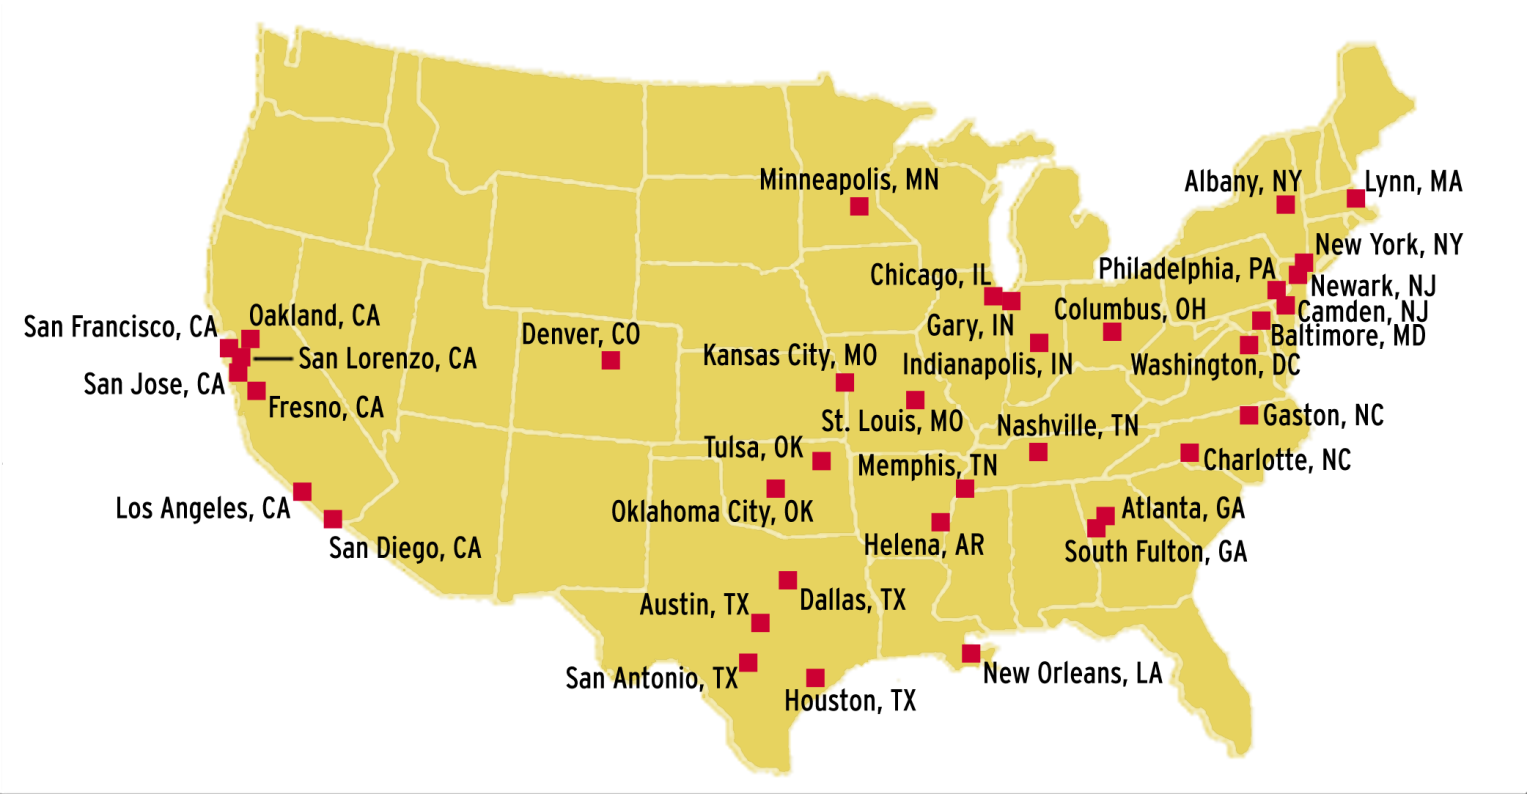 Minneapolis, MN
Albany, NY
Lynn, MA
New York, NY
Philadelphia, PA
Chicago, IL
Newark, NJ
Oakland, CA
Columbus, OH
Camden, NJ
San Francisco, CA
Gary, IN
Denver, CO
Baltimore, MD
San Lorenzo, CA
Kansas City, MO
Indianapolis, IN
Washington, DC
San Jose, CA
Fresno, CA
St. Louis, MO
Gaston, NC
Nashville, TN
Tulsa, OK
Memphis, TN
Charlotte, NC
Los Angeles, CA
Oklahoma City, OK
Atlanta, GA
San Diego, CA
Helena, AR
South Fulton, GA
Austin, TX
Dallas, TX
San Antonio, TX
New Orleans, LA
Houston, TX